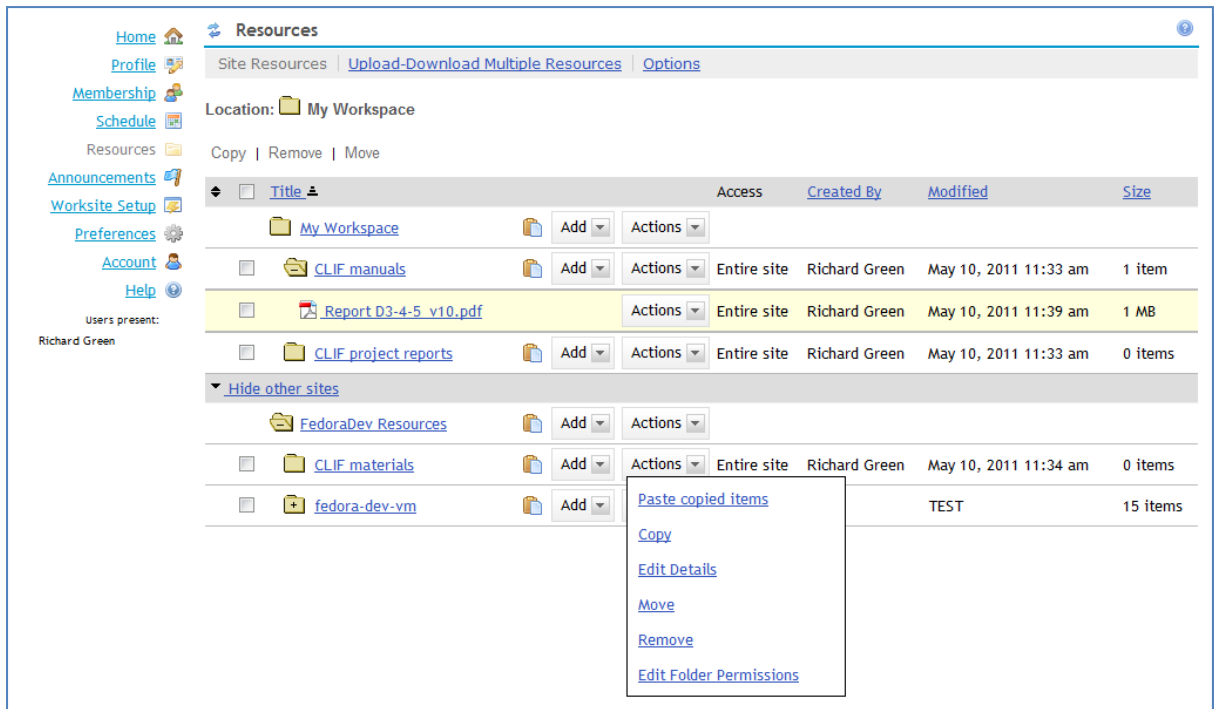 Home
Profile
Membership
Schedule
Resources
Announcements
Worksite Setup
Preferences
Account
Help
Users present:
Richard Green
Resources
Site Resources | Upload-Download Multiple Resources | Options
Location: My Workspace
Copy | Remove | Move
Title Access Created By Modified Size
My Workspace Add Actions
CLIF manuals Add Actions Entire site Richard Green May 10, 2011 11:33 am 1 item
Report D3-4-5 v10.pdf Actions Entire site Richard Green May 10, 2011 11:39 am 1 MB
CLIF project reports Add Actions Entire site Richard Green May 10, 2011 11:33 am 0 items
Hide other sites
FedoraDev Resources Add Actions
CLIF materials Add Actions Entire site Richard Green May 10, 2011 11:34 am 0 items
fedora-dev-vm Add TEST 15 items
Paste copied items
Copy
Edit Details
Move
Remove
Edit Folder Permissions